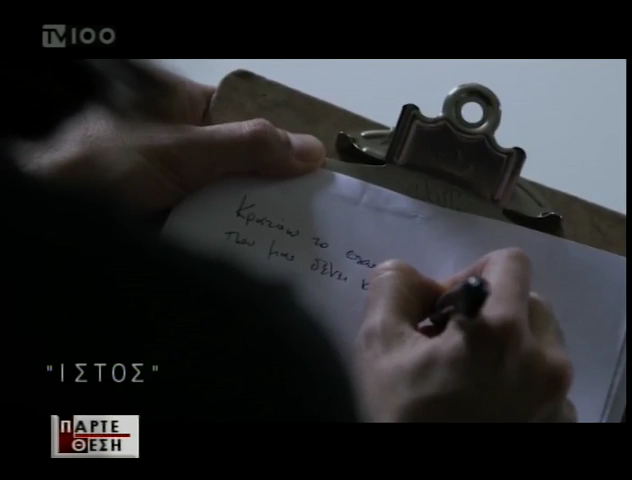 TV100
Κρατάω το
που μας δένει κ
"ΙΣΤΟΣ"
ΠΑΡΤΕ
ΘΕΣΗ